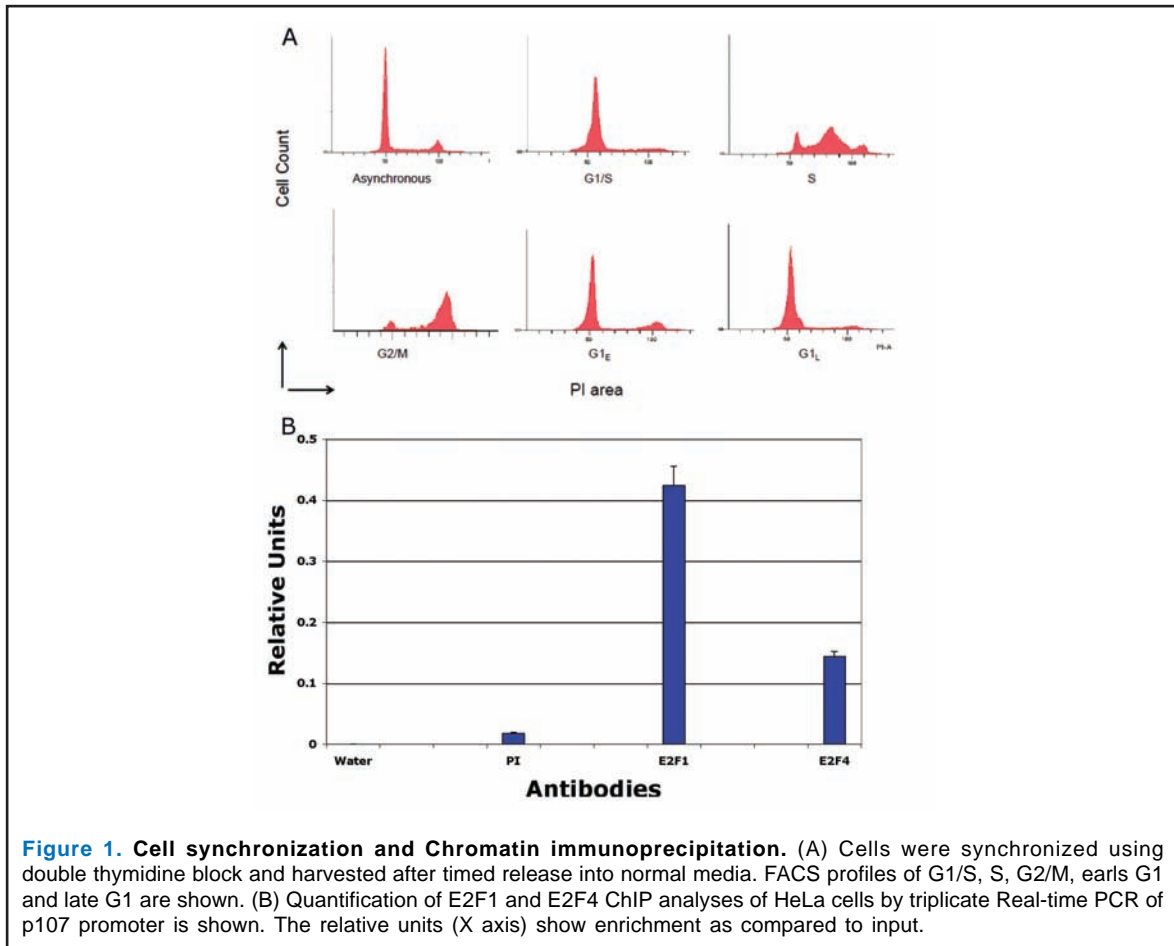 A
Cell Count
Asynchronous
G1/S
S
G2/M
G1E
G1L
PI-A
PI area
B
0.5
0.4
0.3
0.2
0.1
0
Relative Units
Water
PI
E2F1
E2F4
Antibodies
Figure 1. Cell synchronization and Chromatin immunoprecipitation. (A) Cells were synchronized using
double thymidine block and harvested after timed release into normal media. FACS profiles of G1/S, S, G2/M, earls G1
and late G1 are shown. (B) Quantification of E2F1 and E2F4 ChIP analyses of HeLa cells by triplicate Real-time PCR of
p107 promoter is shown. The relative units (X axis) show enrichment as compared to input.